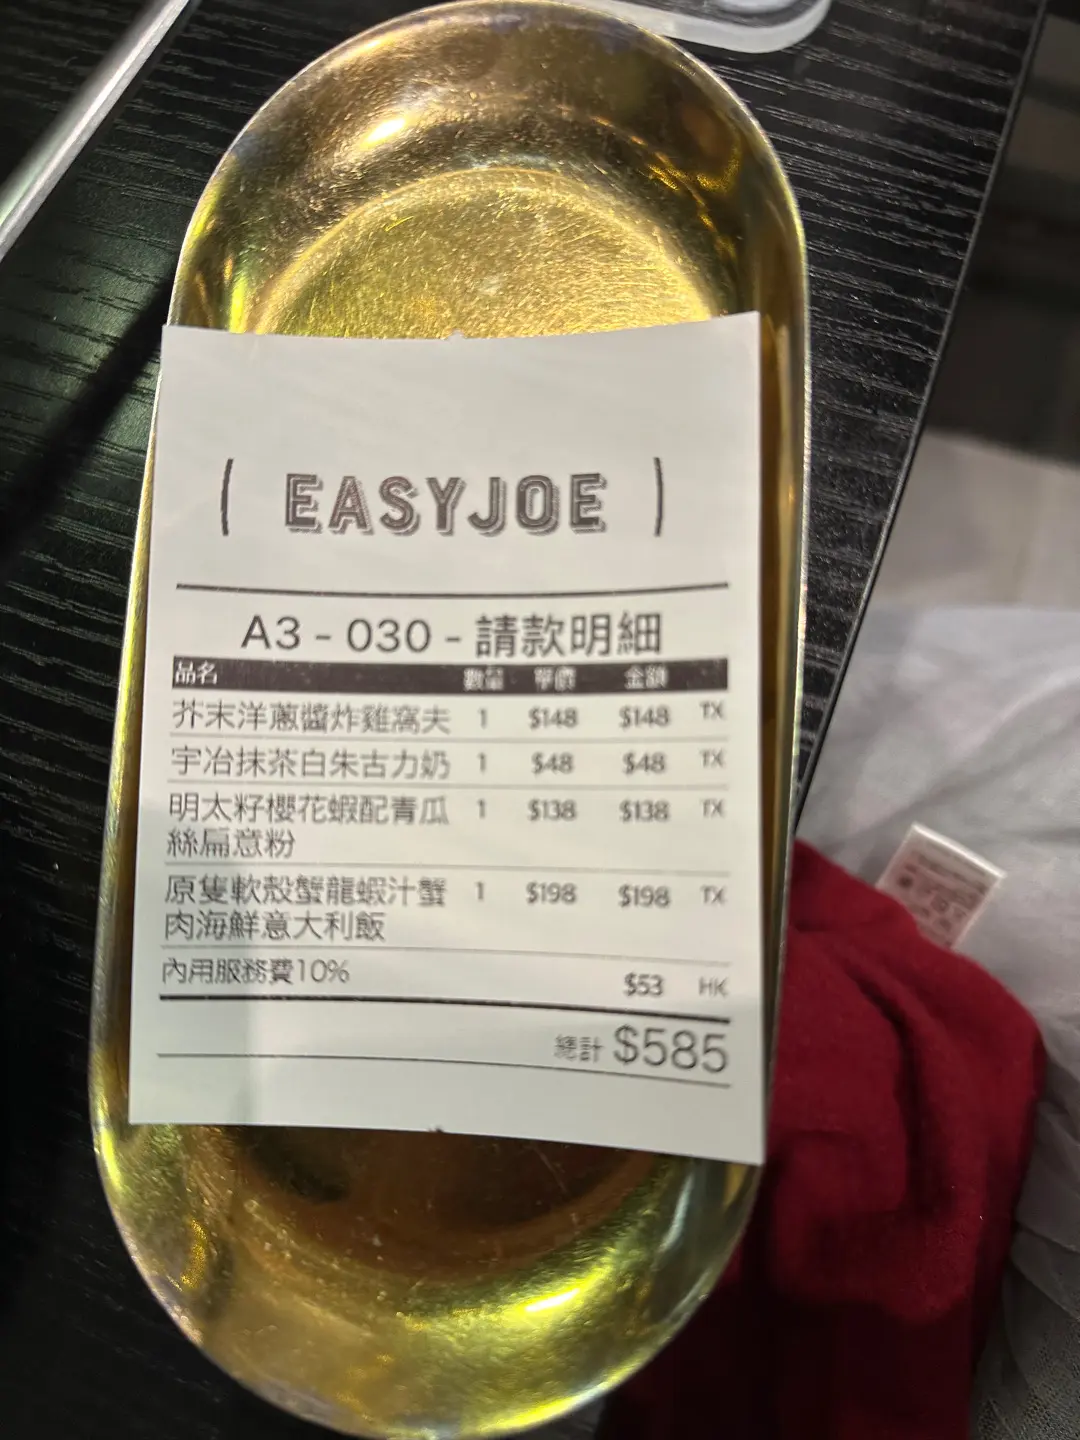 ( EASYJOE )
A3 - 030 - 請款明細
品名 數量 單價 金額
芥末洋蔥醬炸雞窩夫 1 $148 $148 TX
宇冶抹茶白朱古力奶 1 $48 $48 TX
明太籽櫻花蝦配青瓜 1 $138 $138 TX
絲扁意粉
原隻軟殼蟹龍蝦汁蟹 1 $198 $198 TX
肉海鮮意大利飯
內用服務費10% $53 HK
總計 $585